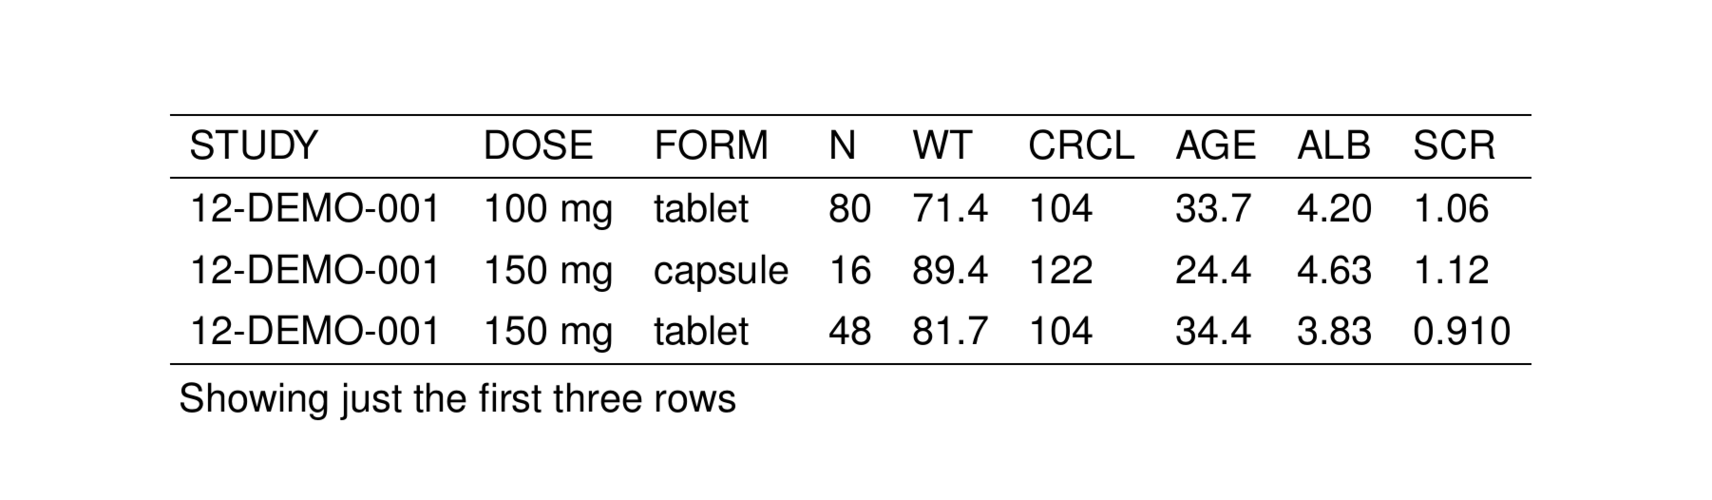 STUDY DOSE FORM N WT CRCL AGE ALB SCR
12-DEMO-001 100 mg tablet 80 71.4 104 33.7 4.20 1.06
12-DEMO-001 150 mg capsule 16 89.4 122 24.4 4.63 1.12
12-DEMO-001 150 mg tablet 48 81.7 104 34.4 3.83 0.910
Showing just the first three rows